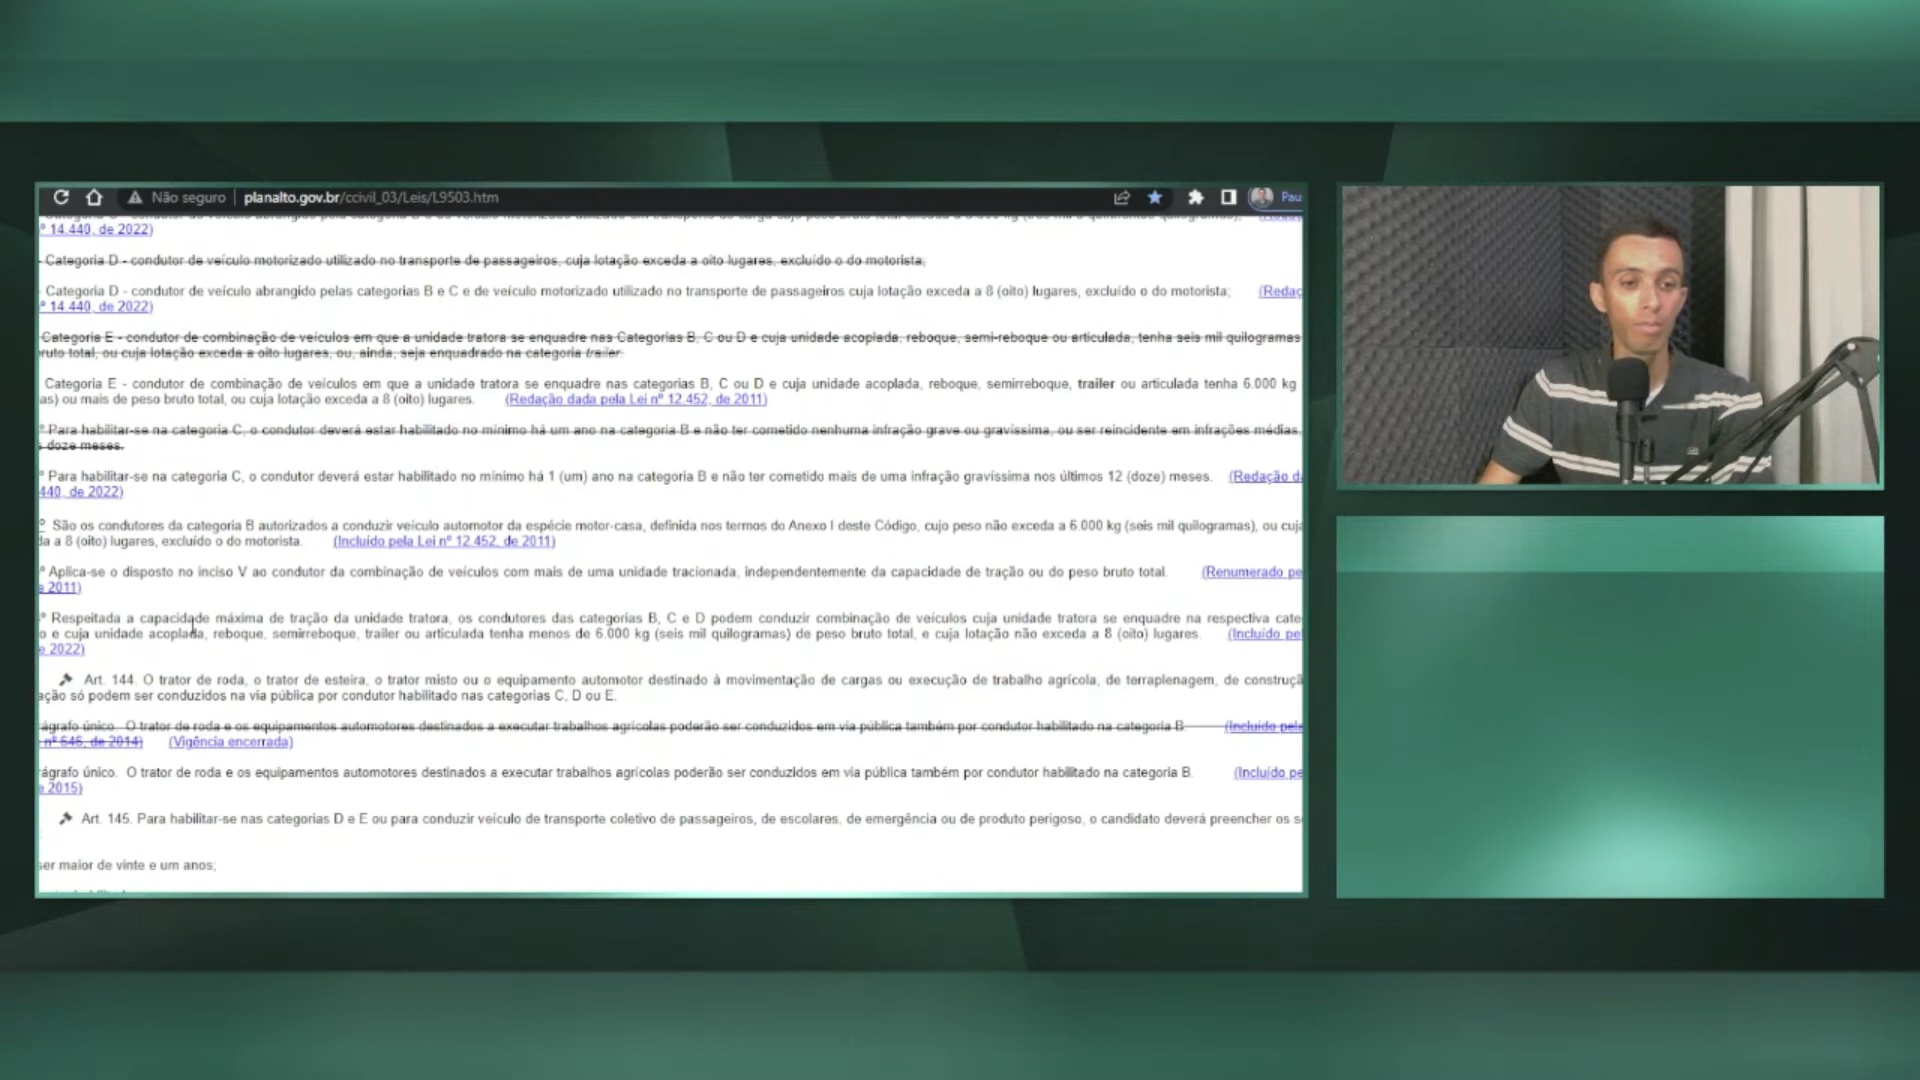 Não seguro | planalto.gov.br/ccivil_03/Leis/L9503.htm Pau
º 14.440, de 2022)
- Categoria D - condutor de veículo motorizado utilizado no transporte de passageiros, cuja lotação exceda a oito lugares, excluído o do motorista;
Categoria D - condutor de veículo abrangido pelas categorias B e C e de veículo motorizado utilizado no transporte de passageiros cuja lotação exceda a 8 (oito) lugares, excluído o do motorista; (Redaç
º 14.440, de 2022)
Categoria E - condutor de combinação de veículos em que a unidade tratora se enquadre nas Categorias B, C ou D e cuja unidade acoplada, reboque, semi-reboque ou articulada, tenha seis mil quilogramas
ruto total, ou cuja lotação exceda a oito lugares, ou, ainda, seja enquadrado na categoria trailer.
Categoria E - condutor de combinação de veículos em que a unidade tratora se enquadre nas categorias B, C ou D e cuja unidade acoplada, reboque, semirreboque, trailer ou articulada tenha 6.000 kg
as) ou mais de peso bruto total, ou cuja lotação exceda a 8 (oito) lugares. (Redação dada pela Lei nº 12.452, de 2011)
º Para habilitar-se na categoria C, o condutor deverá estar habilitado no mínimo há um ano na categoria B e não ter cometido nenhuma infração grave ou gravíssima, ou ser reincidente em infrações médias,
s doze meses.
º Para habilitar-se na categoria C, o condutor deverá estar habilitado no mínimo há 1 (um) ano na categoria B e não ter cometido mais de uma infração gravíssima nos últimos 12 (doze) meses. (Redação da
440, de 2022)
º São os condutores da categoria B autorizados a conduzir veículo automotor da espécie motor-casa, definida nos termos do Anexo I deste Código, cujo peso não exceda a 6.000 kg (seis mil quilogramas), ou cuja
da a 8 (oito) lugares, excluído o do motorista. (Incluído pela Lei nº 12.452, de 2011)
º Aplica-se o disposto no inciso V ao condutor da combinação de veículos com mais de uma unidade tracionada, independentemente da capacidade de tração ou do peso bruto total. (Renumerado pe
e 2011)
º Respeitada a capacidade máxima de tração da unidade tratora, os condutores das categorias B, C e D podem conduzir combinação de veículos cuja unidade tratora se enquadre na respectiva cate
o e cuja unidade acoplada, reboque, semirreboque, trailer ou articulada tenha menos de 6.000 kg (seis mil quilogramas) de peso bruto total, e cuja lotação não exceda a 8 (oito) lugares. (Incluído pel
e 2022)
Art. 144. O trator de roda, o trator de esteira, o trator misto ou o equipamento automotor destinado à movimentação de cargas ou execução de trabalho agrícola, de terraplenagem, de construçã
ação só podem ser conduzidos na via pública por condutor habilitado nas categorias C, D ou E.
ágrafo único. O trator de roda e os equipamentos automotores destinados a executar trabalhos agrícolas poderão ser conduzidos em via pública também por condutor habilitado na categoria B. (Incluído pela
nº 646, de 2014) (Vigência encerrada)
ágrafo único. O trator de roda e os equipamentos automotores destinados a executar trabalhos agrícolas poderão ser conduzidos em via pública também por condutor habilitado na categoria B. (Incluído pe
2015)
Art. 145. Para habilitar-se nas categorias D e E ou para conduzir veículo de transporte coletivo de passageiros, de escolares, de emergência ou de produto perigoso, o candidato deverá preencher os s
ser maior de vinte e um anos;